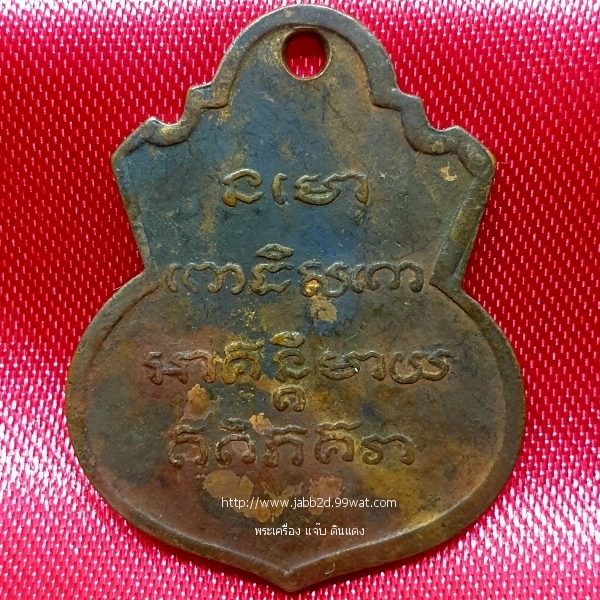 នមោ
ពោធិសត្តោ
អាគន្តិមាយ
ឥតិភគវា
http://www.jabb2d.99wat.com
พระเครื่อง แจ๊บ ดินแดง